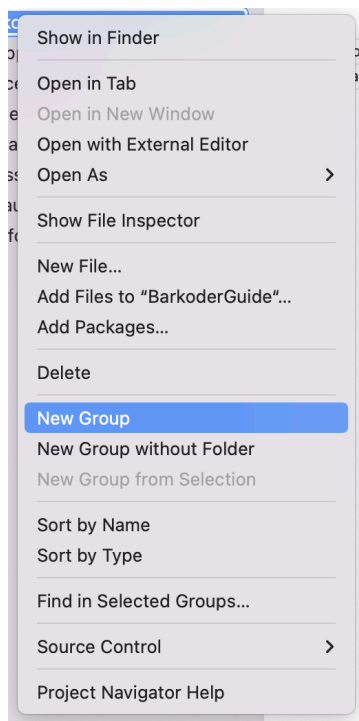 Show in Finder
Open in Tab
Open in New Window
Open with External Editor
Open As
Show File Inspector
New File...
Add Files to “BarkoderGuide“...
Add Packages...
Delete
New Group
New Group without Folder
New Group from Selection
Sort by Name
Sort by Type
Find in Selected Groups...
Source Control
Project Navigator Help